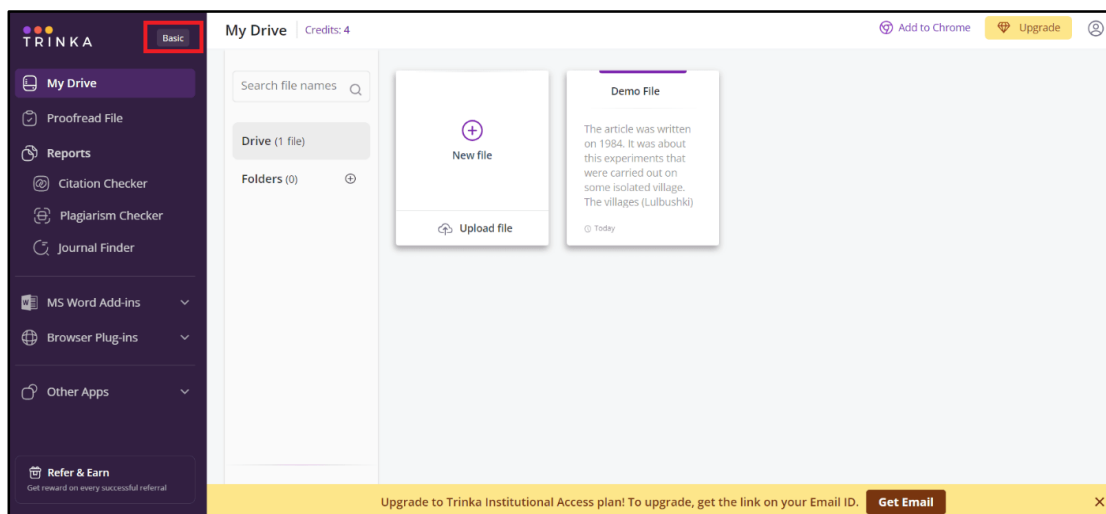 TRINKA
Basic
My Drive
Proofread File
Reports
Citation Checker
Plagiarism Checker
Journal Finder
MS Word Add-ins
Browser Plug-ins
Other Apps
Refer & Earn
Get reward on every successful referral
My Drive Credits: 4
Add to Chrome
Upgrade
Search file names
Drive (1 file)
Folders (0)
New file
Upload file
Demo File
The article was written
on 1984. It was about
this experiments that
were carried out on
some isolated village.
The villages (Lulbushki)
Today
Upgrade to Trinka Institutional Access plan! To upgrade, get the link on your Email ID. Get Email